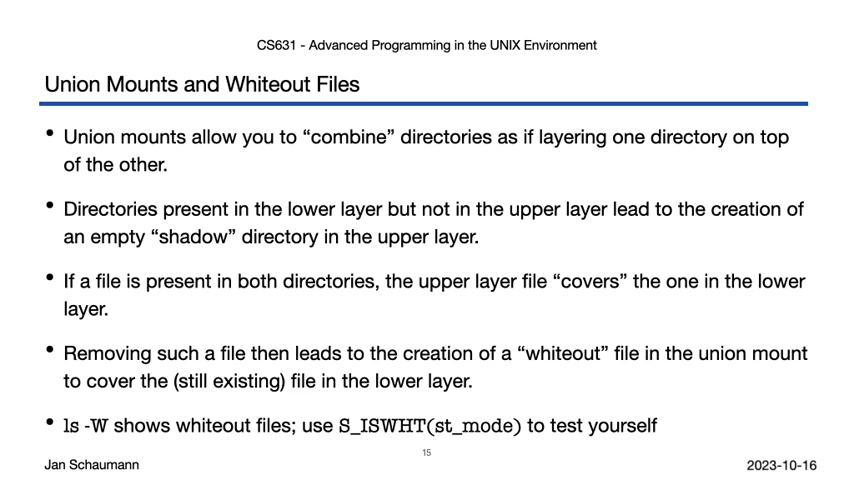 CS631 - Advanced Programming in the UNIX Environment
Union Mounts and Whiteout Files
• Union mounts allow you to “combine” directories as if layering one directory on top
of the other.
• Directories present in the lower layer but not in the upper layer lead to the creation of
an empty “shadow” directory in the upper layer.
• If a file is present in both directories, the upper layer file “covers” the one in the lower
layer.
• Removing such a file then leads to the creation of a “whiteout” file in the union mount
to cover the (still existing) file in the lower layer.
• ls -W shows whiteout files; use S_ISWHT(st_mode) to test yourself
15
Jan Schaumann
2023-10-16